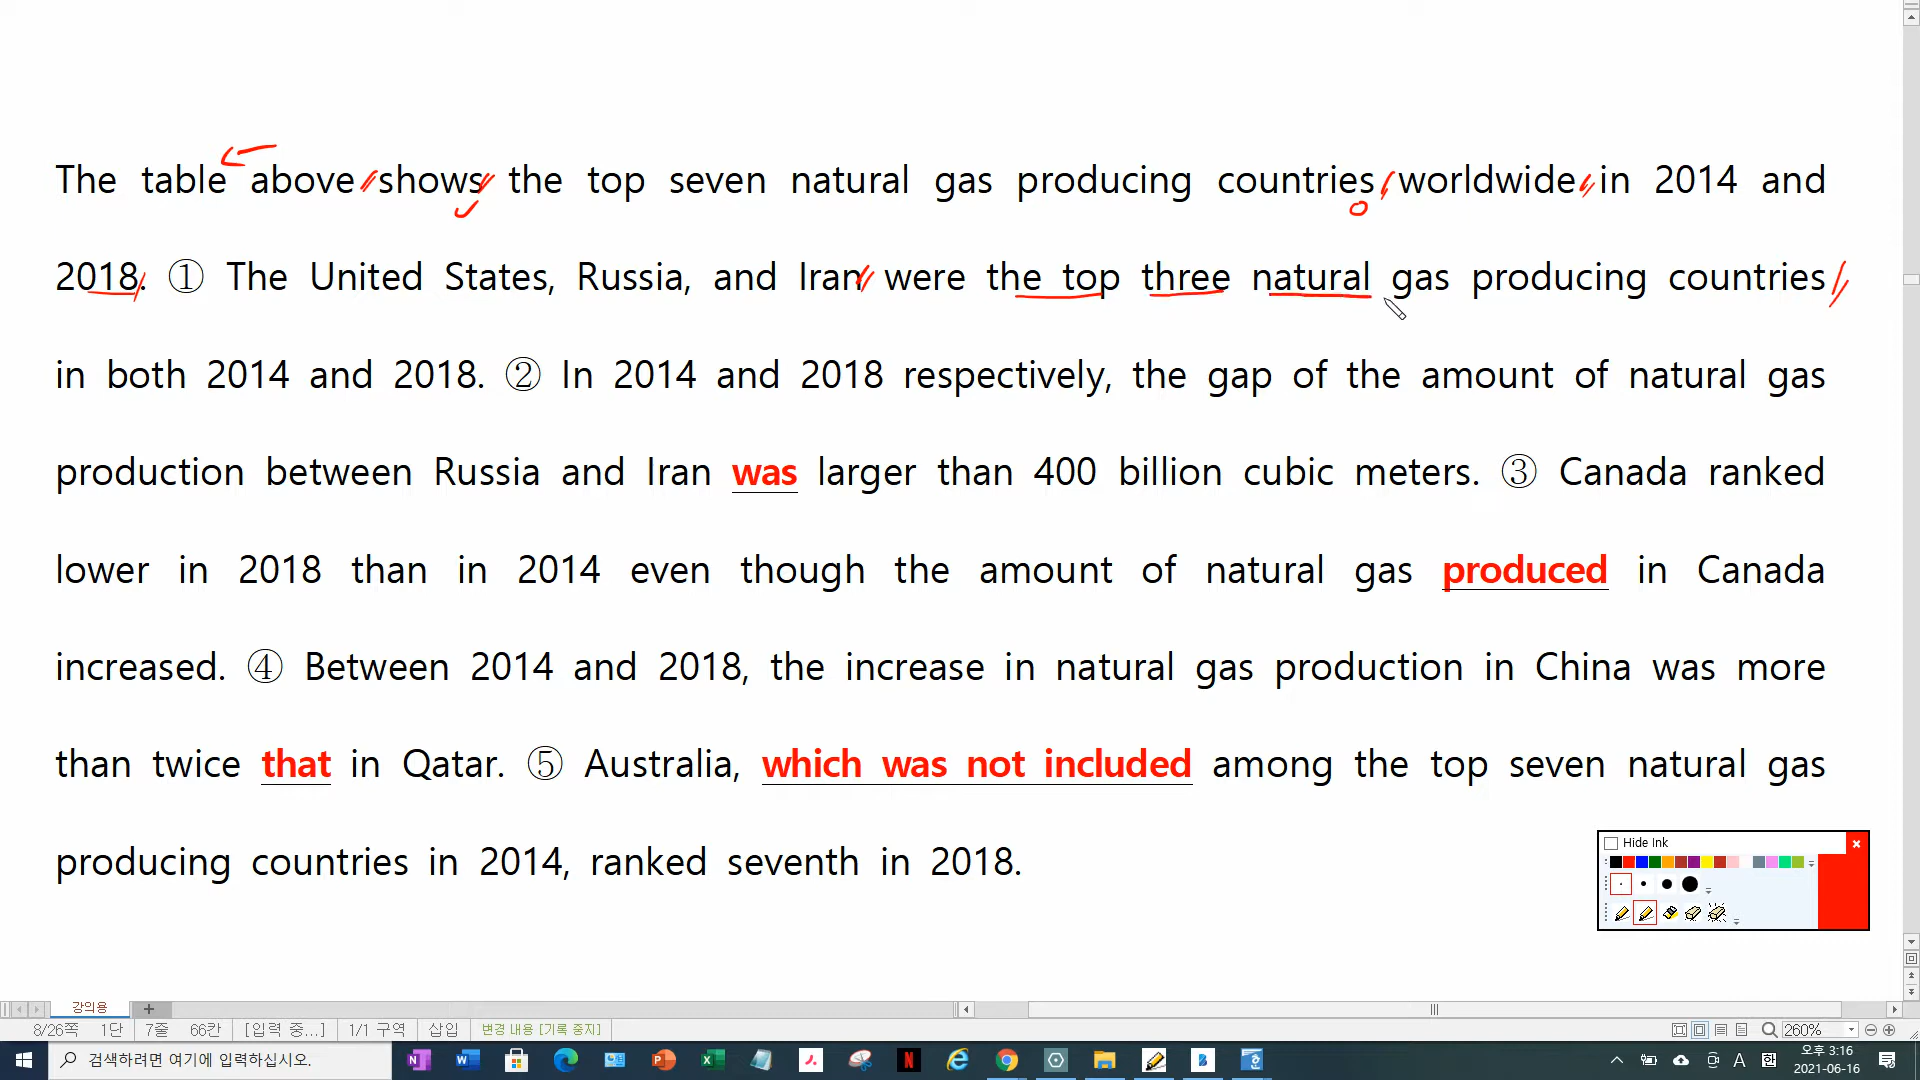 The table above shows the top seven natural gas producing countries worldwide in 2014 and
2018. ① The United States, Russia, and Iran were the top three natural gas producing countries
in both 2014 and 2018. ② In 2014 and 2018 respectively, the gap of the amount of natural gas
production between Russia and Iran was larger than 400 billion cubic meters. ③ Canada ranked
lower in 2018 than in 2014 even though the amount of natural gas produced in Canada
increased. ④ Between 2014 and 2018, the increase in natural gas production in China was more
than twice that in Qatar. ⑤ Australia, which was not included among the top seven natural gas
producing countries in 2014, ranked seventh in 2018.
Hide Ink
강의용
8/26쪽 1단 7줄 66칸 [입력 중...] 1/1 구역 삽입 변경 내용 [기록 중지] 260%
검색하려면 여기에 입력하십시오. A 한 오후 3:16
2021-06-16